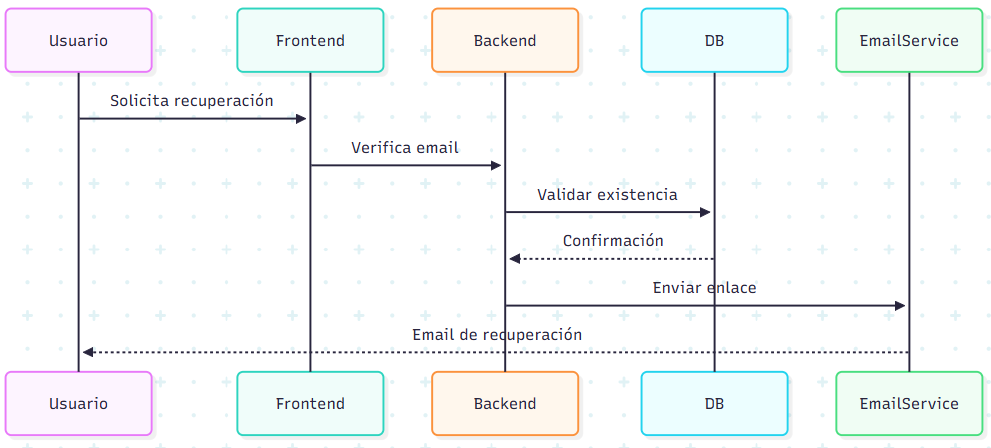 Usuario
Frontend
Backend
DB
EmailService
Solicita recuperación
Verifica email
Validar existencia
Confirmación
Enviar enlace
Email de recuperación
Usuario
Frontend
Backend
DB
EmailService